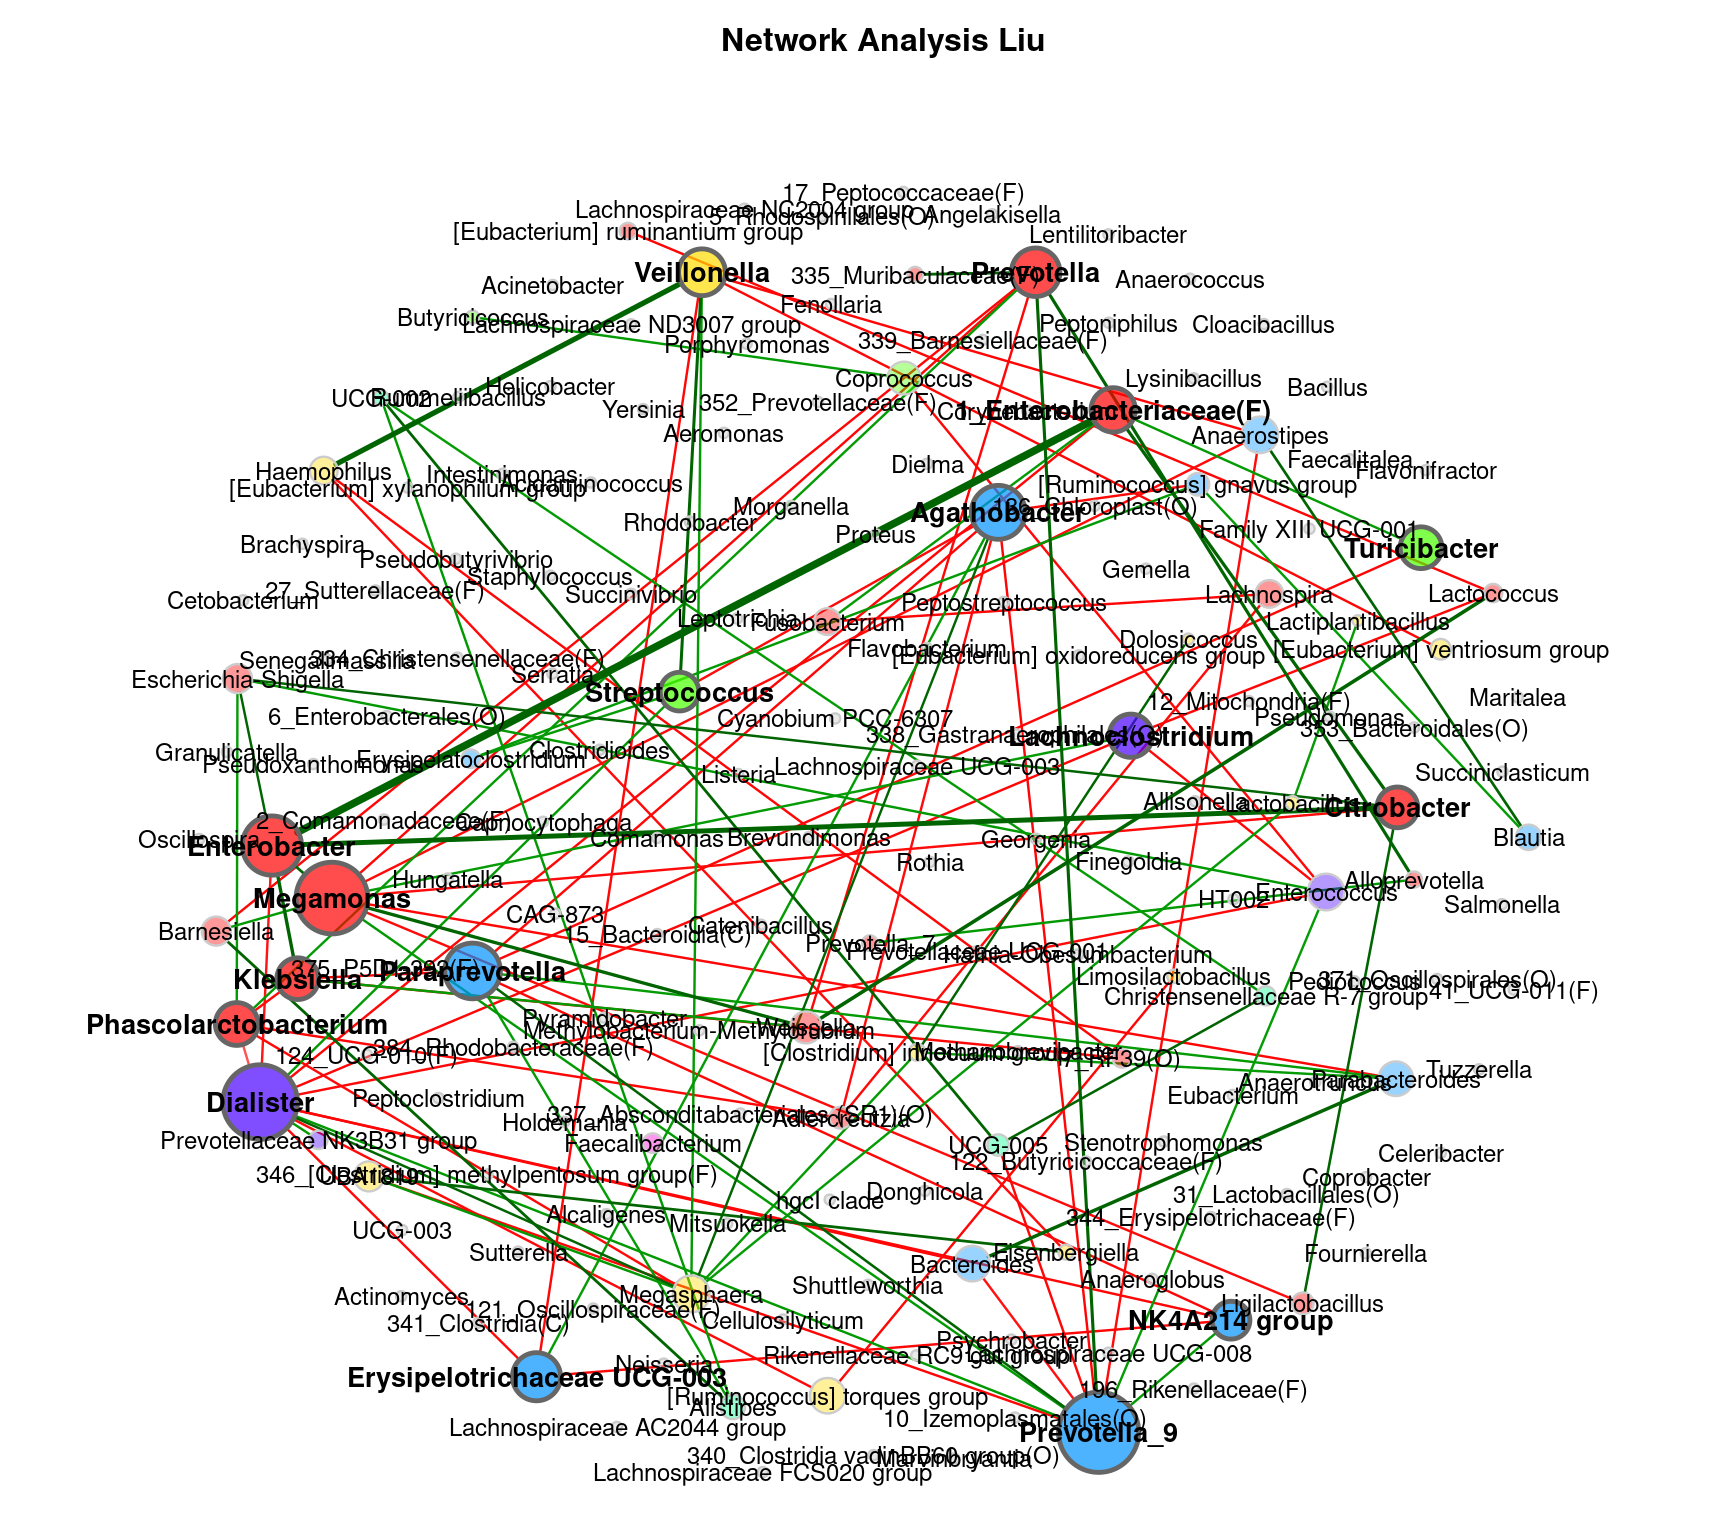 Network Analysis Liu
17_Peptococcaceae(F)
Lachnospiraceae NC2004 group
5_Rhodospirillales(O)
Angelakisella
[Eubacterium] ruminantium group
Lentilitoribacter
Veillonella
335_Muribaculaceae(F)
Prevotella
Anaerococcus
Acinetobacter
Fenollaria
Butyricicoccus
Lachnospiraceae ND3007 group
Peptoniphilus
Cloacibacillus
Porphyromonas
339_Barnesiellaceae(F)
Coprococcus
Lysinibacillus
Bacillus
Helicobacter
UCG-002
Rummeliibacillus
352_Prevotellaceae(F)
Yersinia
Corynebacterium
1_Enterobacteriaceae(F)
Aeromonas
Anaerostipes
Faecalitalea
Flavonifractor
Dielma
Haemophilus
Intestinimonas
Acidaminococcus
[Eubacterium] xylanophilum group
[Ruminococcus] gnavus group
Morganella
126_Chloroplast(O)
Agathobacter
Rhodobacter
Proteus
Family XIII UCG-001
Turicibacter
Brachyspira
Pseudobutyrivibrio
Staphylococcus
Gemella
27_Sutterellaceae(F)
Succinivibrio
Cetobacterium
Peptostreptococcus
Lachnospira
Lactococcus
Leptotrichia
Fusobacterium
Lactiplantibacillus
Dolosicoccus
Flavobacterium
[Eubacterium] oxidoreducens group
[Eubacterium] ventriosum group
Senegalimassilia
334_Christensenellaceae(F)
Serratia
Escherichia-Shigella
Streptococcus
Maritalea
12_Mitochondria(F)
6_Enterobacterales(O)
Cyanobium PCC-6307
Pseudomonas
353_Bacteroidales(O)
338_Gastranaerophilales(O)
Lachnoclostridium
Granulicatella
Clostridioides
Pseudoxanthomonas
Erysipelatoclostridium
Listeria
Lachnospiraceae UCG-003
Succiniclasticum
Allisonella
Lactobacillus
Citrobacter
2_Comamonadaceae(F)
Capnocytophaga
Oscillospira
Enterobacter
Comamonas
Brevundimonas
Georgenia
Blautia
Rothia
Finegoldia
Hungatella
Alloprevotella
Megamonas
Enterococcus
HT002
Salmonella
CAG-873
Catenibacillus
Barnesiella
15_Bacteroidia(C)
Prevotella_7
Prevotellaceae UCG-001
Hafnia-Obesumbacterium
Paraprevotella
Klebsiella
Limosilactobacillus
Pediococcus
371_Oscillospirales(O)
41_UCG-011(F)
Christensenellaceae R-7 group
Pyramidobacter
Phascolarctobacterium
Methylobacterium-Methylorubrum
Weissella
384_Rhodobacteraceae(F)
124_UCG-010(F)
[Clostridium] innocuum group
Methanobrevibacter
Tuzzerella
Parabacteroides
Anaerotruncus
Eubacterium
Peptoclostridium
Dialister
337_Absconditabacteriales (SR1)(O)
Adlercreutzia
Holdemania
Prevotellaceae NK3B31 group
Faecalibacterium
UCG-005
Stenotrophomonas
Celeribacter
122_Butyricicoccaceae(F)
346_[Clostridium] methylpentosum group(F)
UBA1819
Coprobacter
Donghicola
hgcI clade
31_Lactobacillales(O)
Alcaligenes
344_Erysipelotrichaceae(F)
Mitsuokella
UCG-003
Sutterella
Eisenbergiella
Fournierella
Bacteroides
Anaeroglobus
Shuttleworthia
Megasphaera
Actinomyces
Ligilactobacillus
121_Oscillospiraceae(F)
341_Clostridia(C)
Cellulosilyticum
NK4A214 group
Psychrobacter
Rikenellaceae RC9 gut group
Lachnospiraceae UCG-008
Neisseria
Erysipelotrichaceae UCG-003
196_Rikenellaceae(F)
[Ruminococcus] torques group
Alistipes
10_Izemoplasmatales(O)
Lachnospiraceae AC2044 group
Prevotella_9
340_Clostridia vadinBB60 group(O)
Marvinbryantia
Lachnospiraceae FCS020 group